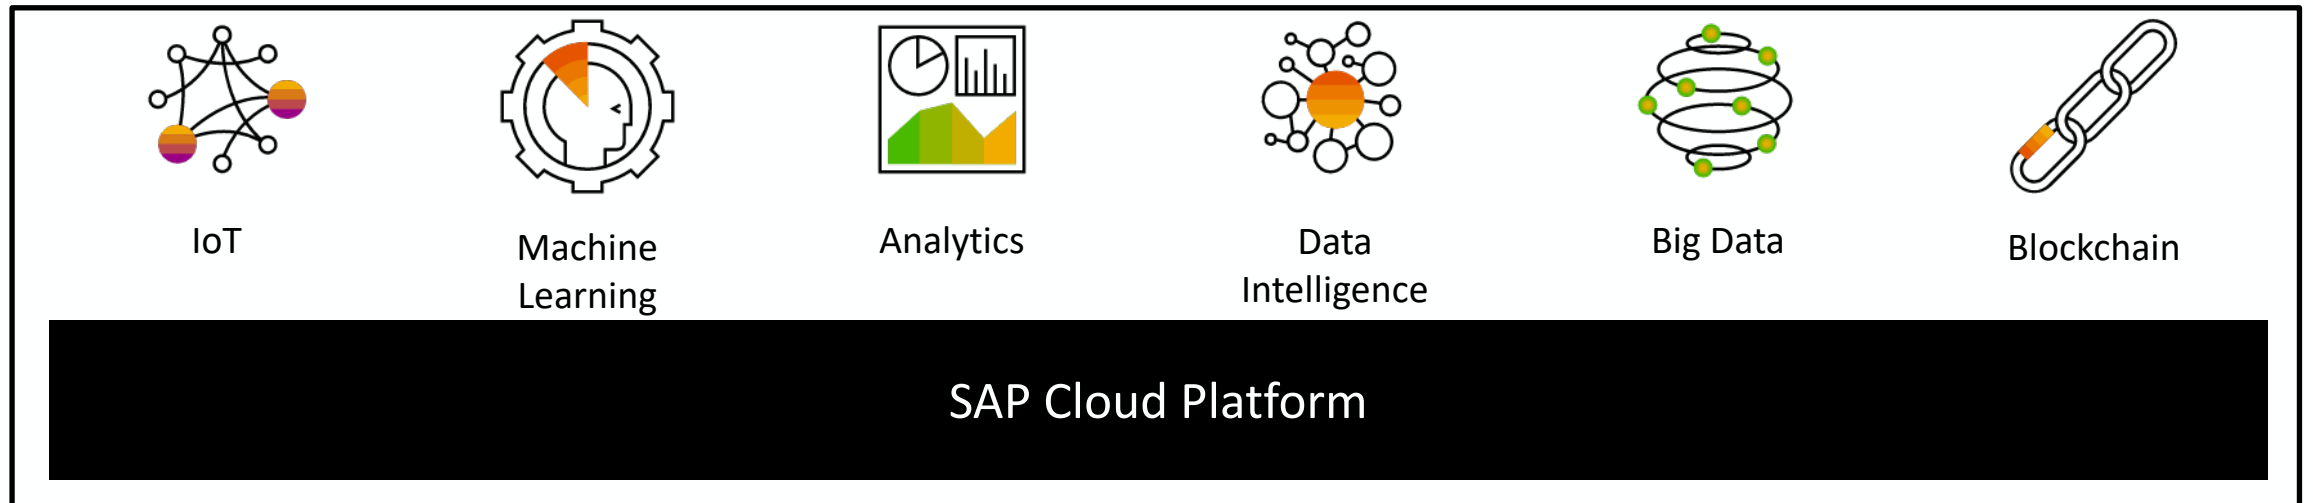 IoT
Machine
Learning
Analytics
Data
Intelligence
Big Data
Blockchain
SAP Cloud Platform